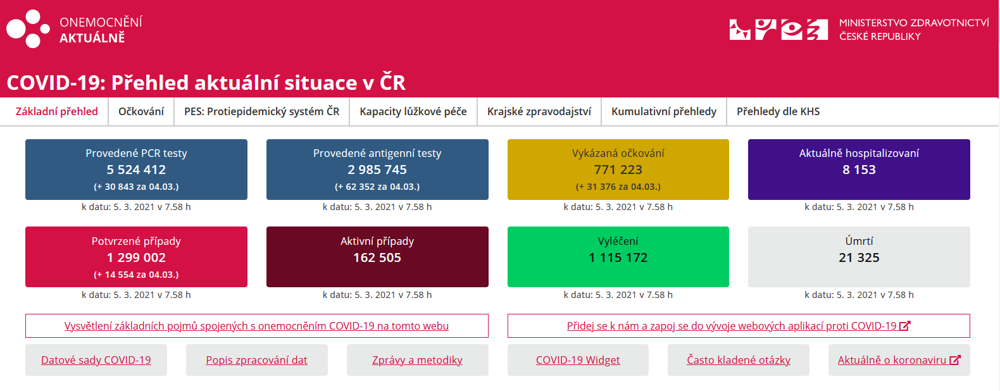 ONEMOCNĚNÍ
AKTUÁLNĚ
MINISTERSTVO ZDRAVOTNICTVÍ
ČESKÉ REPUBLIKY
COVID-19: Přehled aktuální situace v ČR
Základní přehled
Očkování
PES: Protiepidemický systém ČR
Kapacity lůžkové péče
Krajské zpravodajství
Kumulativní přehledy
Přehledy dle KHS
Provedené PCR testy
5 524 412
(+ 30 843 za 04.03.)
k datu: 5. 3. 2021 v 7.58 h
Provedené antigenní testy
2 985 745
(+ 62 352 za 04.03.)
k datu: 5. 3. 2021 v 7.58 h
Vykázaná očkování
771 223
(+ 31 376 za 04.03.)
k datu: 5. 3. 2021 v 7.58 h
Aktuálně hospitalizovaní
8 153
k datu: 5. 3. 2021 v 7.58 h
Potvrzené případy
1 299 002
(+ 14 554 za 04.03.)
k datu: 5. 3. 2021 v 7.58 h
Aktivní případy
162 505
k datu: 5. 3. 2021 v 7.58 h
Vyléčení
1 115 172
k datu: 5. 3. 2021 v 7.58 h
Úmrtí
21 325
k datu: 5. 3. 2021 v 7.58 h
Vysvětlení základních pojmů spojených s onemocněním COVID-19 na tomto webu
Přidej se k nám a zapoj se do vývoje webových aplikací proti COVID-19
Datové sady COVID-19
Popis zpracování dat
Zprávy a metodiky
COVID-19 Widget
Často kladené otázky
Aktuálně o koronaviru